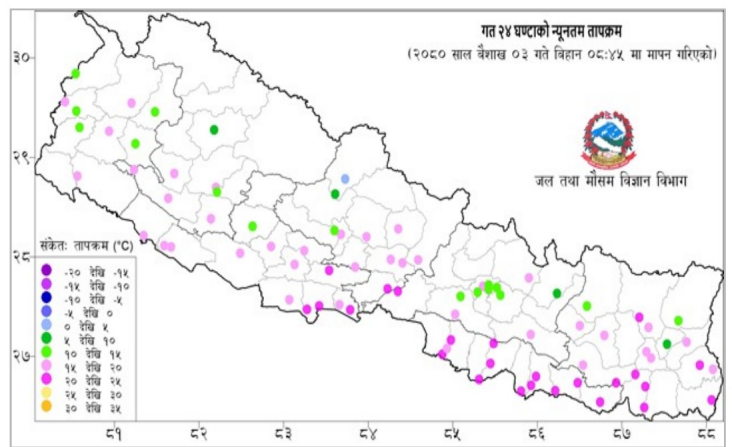 गत २४ घण्टाको न्यूनतम तापक्रम
(२०८० साल बैशाख ०३ गते बिहान ०८:४५ मा मापन गरिएको)
३०
२९
जल तथा मौसम विज्ञान विभाग
२८
संकेतः तापक्रम (°C)
-२० देखि -१५
-१५ देखि -१०
-१० देखि -५
-५ देखि ०
० देखि ५
५ देखि १०
१० देखि १५
१५ देखि २०
२० देखि २५
२५ देखि ३०
३० देखि ३५
२७
८१ ८२ ८३ ८४ ८५ ८६ ८७ ८८